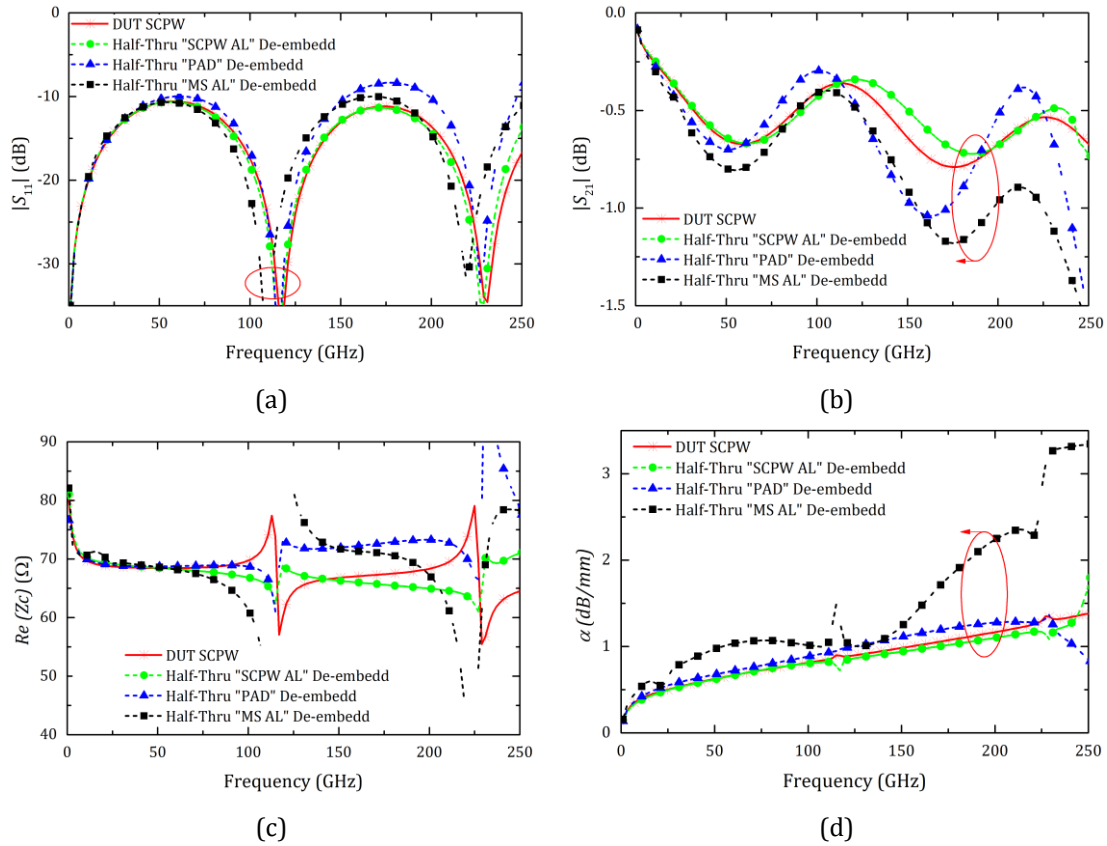 DUT SCPW
Half-Thru "SCPW AL" De-embedd
Half-Thru "PAD" De-embedd
Half-Thru "MS AL" De-embedd
0
-10
-20
-30
|S11| (dB)
0 50 100 150 200 250
Frequency (GHz)
(a)
0.0
-0.5
-1.0
-1.5
|S21| (dB)
DUT SCPW
Half-Thru "SCPW AL" De-embedd
Half-Thru "PAD" De-embedd
Half-Thru "MS AL" De-embedd
0 50 100 150 200 250
Frequency (GHz)
(b)
90
80
70
60
50
40
Re (Zc) (Ω)
DUT SCPW
Half-Thru "SCPW AL" De-embedd
Half-Thru "PAD" De-embedd
Half-Thru "MS AL" De-embedd
0 50 100 150 200 250
Frequency (GHz)
(c)
DUT SCPW
Half-Thru "SCPW AL" De-embedd
Half-Thru "PAD" De-embedd
Half-Thru "MS AL" De-embedd
3
2
1
0
α (dB/mm)
0 50 100 150 200 250
Frequency (GHz)
(d)